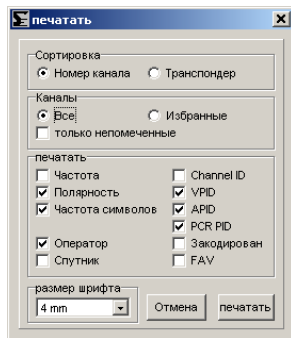 печатать
Сортировка
Номер канала Транспондер
Каналы
Все Избранные
только непомеченные
печатать
Частота Channel ID
Полярность VPID
Частота символов APID
PCR PID
Оператор Закодирован
Спутник FAV
размер шрифта
4 mm Отмена печатать